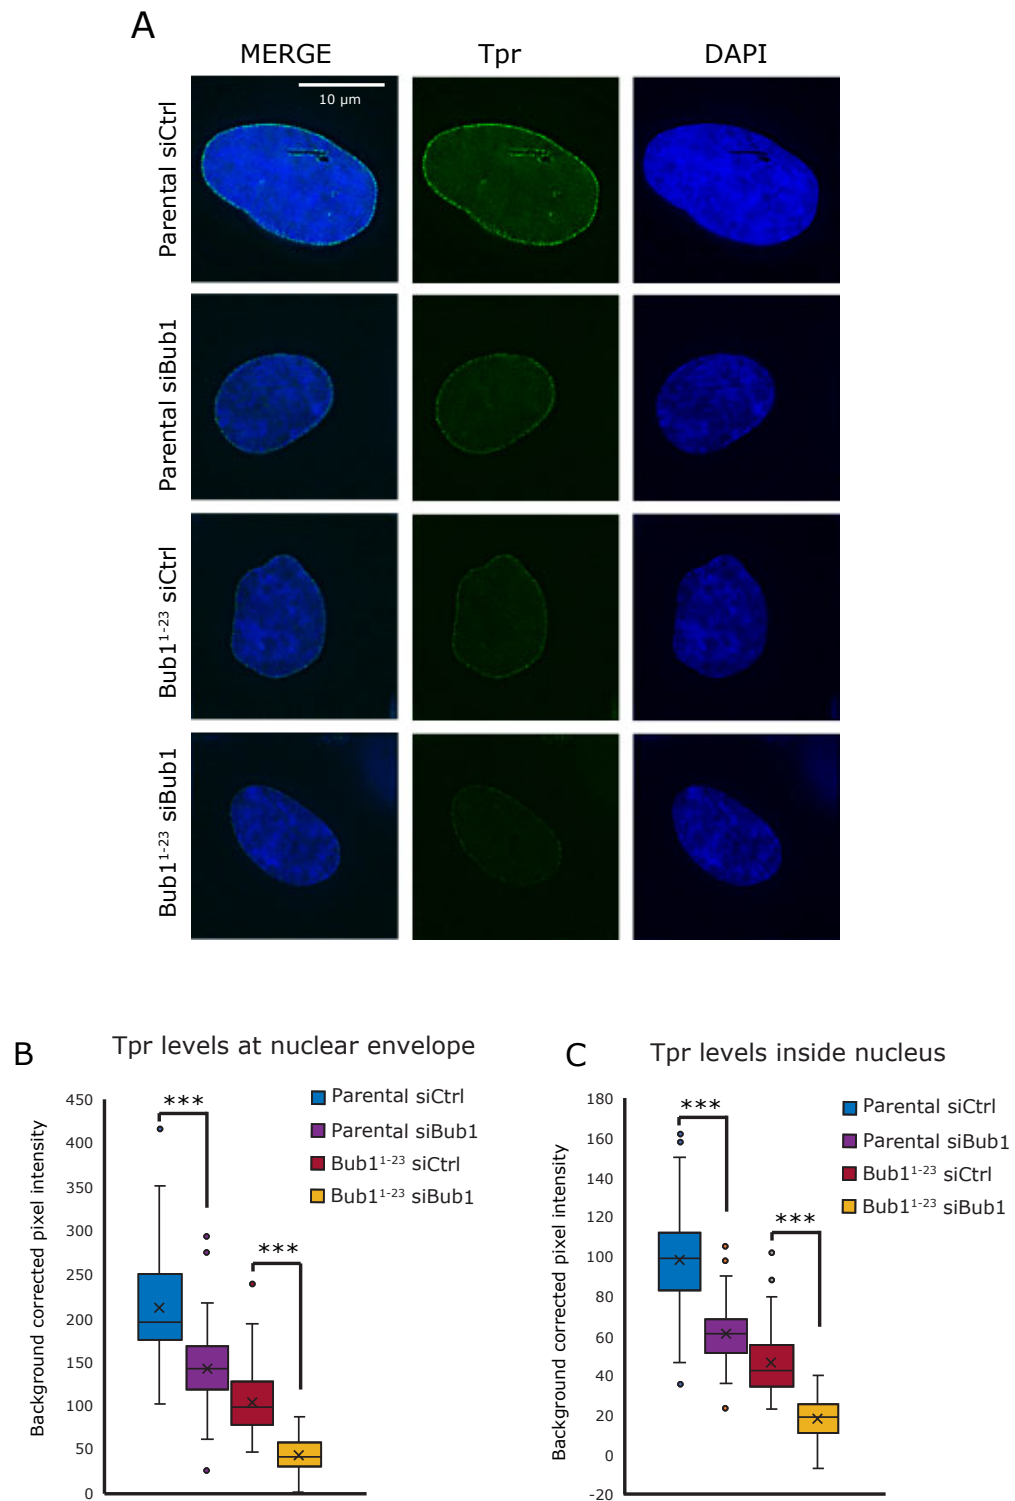 A
MERGE Tpr DAPI
10 µm
Parental siCtrl
Parental siBub1
Bub1¹⁻²³ siCtrl
Bub1¹⁻²³ siBub1
B
Tpr levels at nuclear envelope
Background corrected pixel intensity
450
400
350
300
250
200
150
100
50
0
***
***
Parental siCtrl
Parental siBub1
Bub1¹⁻²³ siCtrl
Bub1¹⁻²³ siBub1
C
Tpr levels inside nucleus
Background corrected pixel intensity
180
160
140
120
100
80
60
40
20
0
-20
***
***
Parental siCtrl
Parental siBub1
Bub1¹⁻²³ siCtrl
Bub1¹⁻²³ siBub1